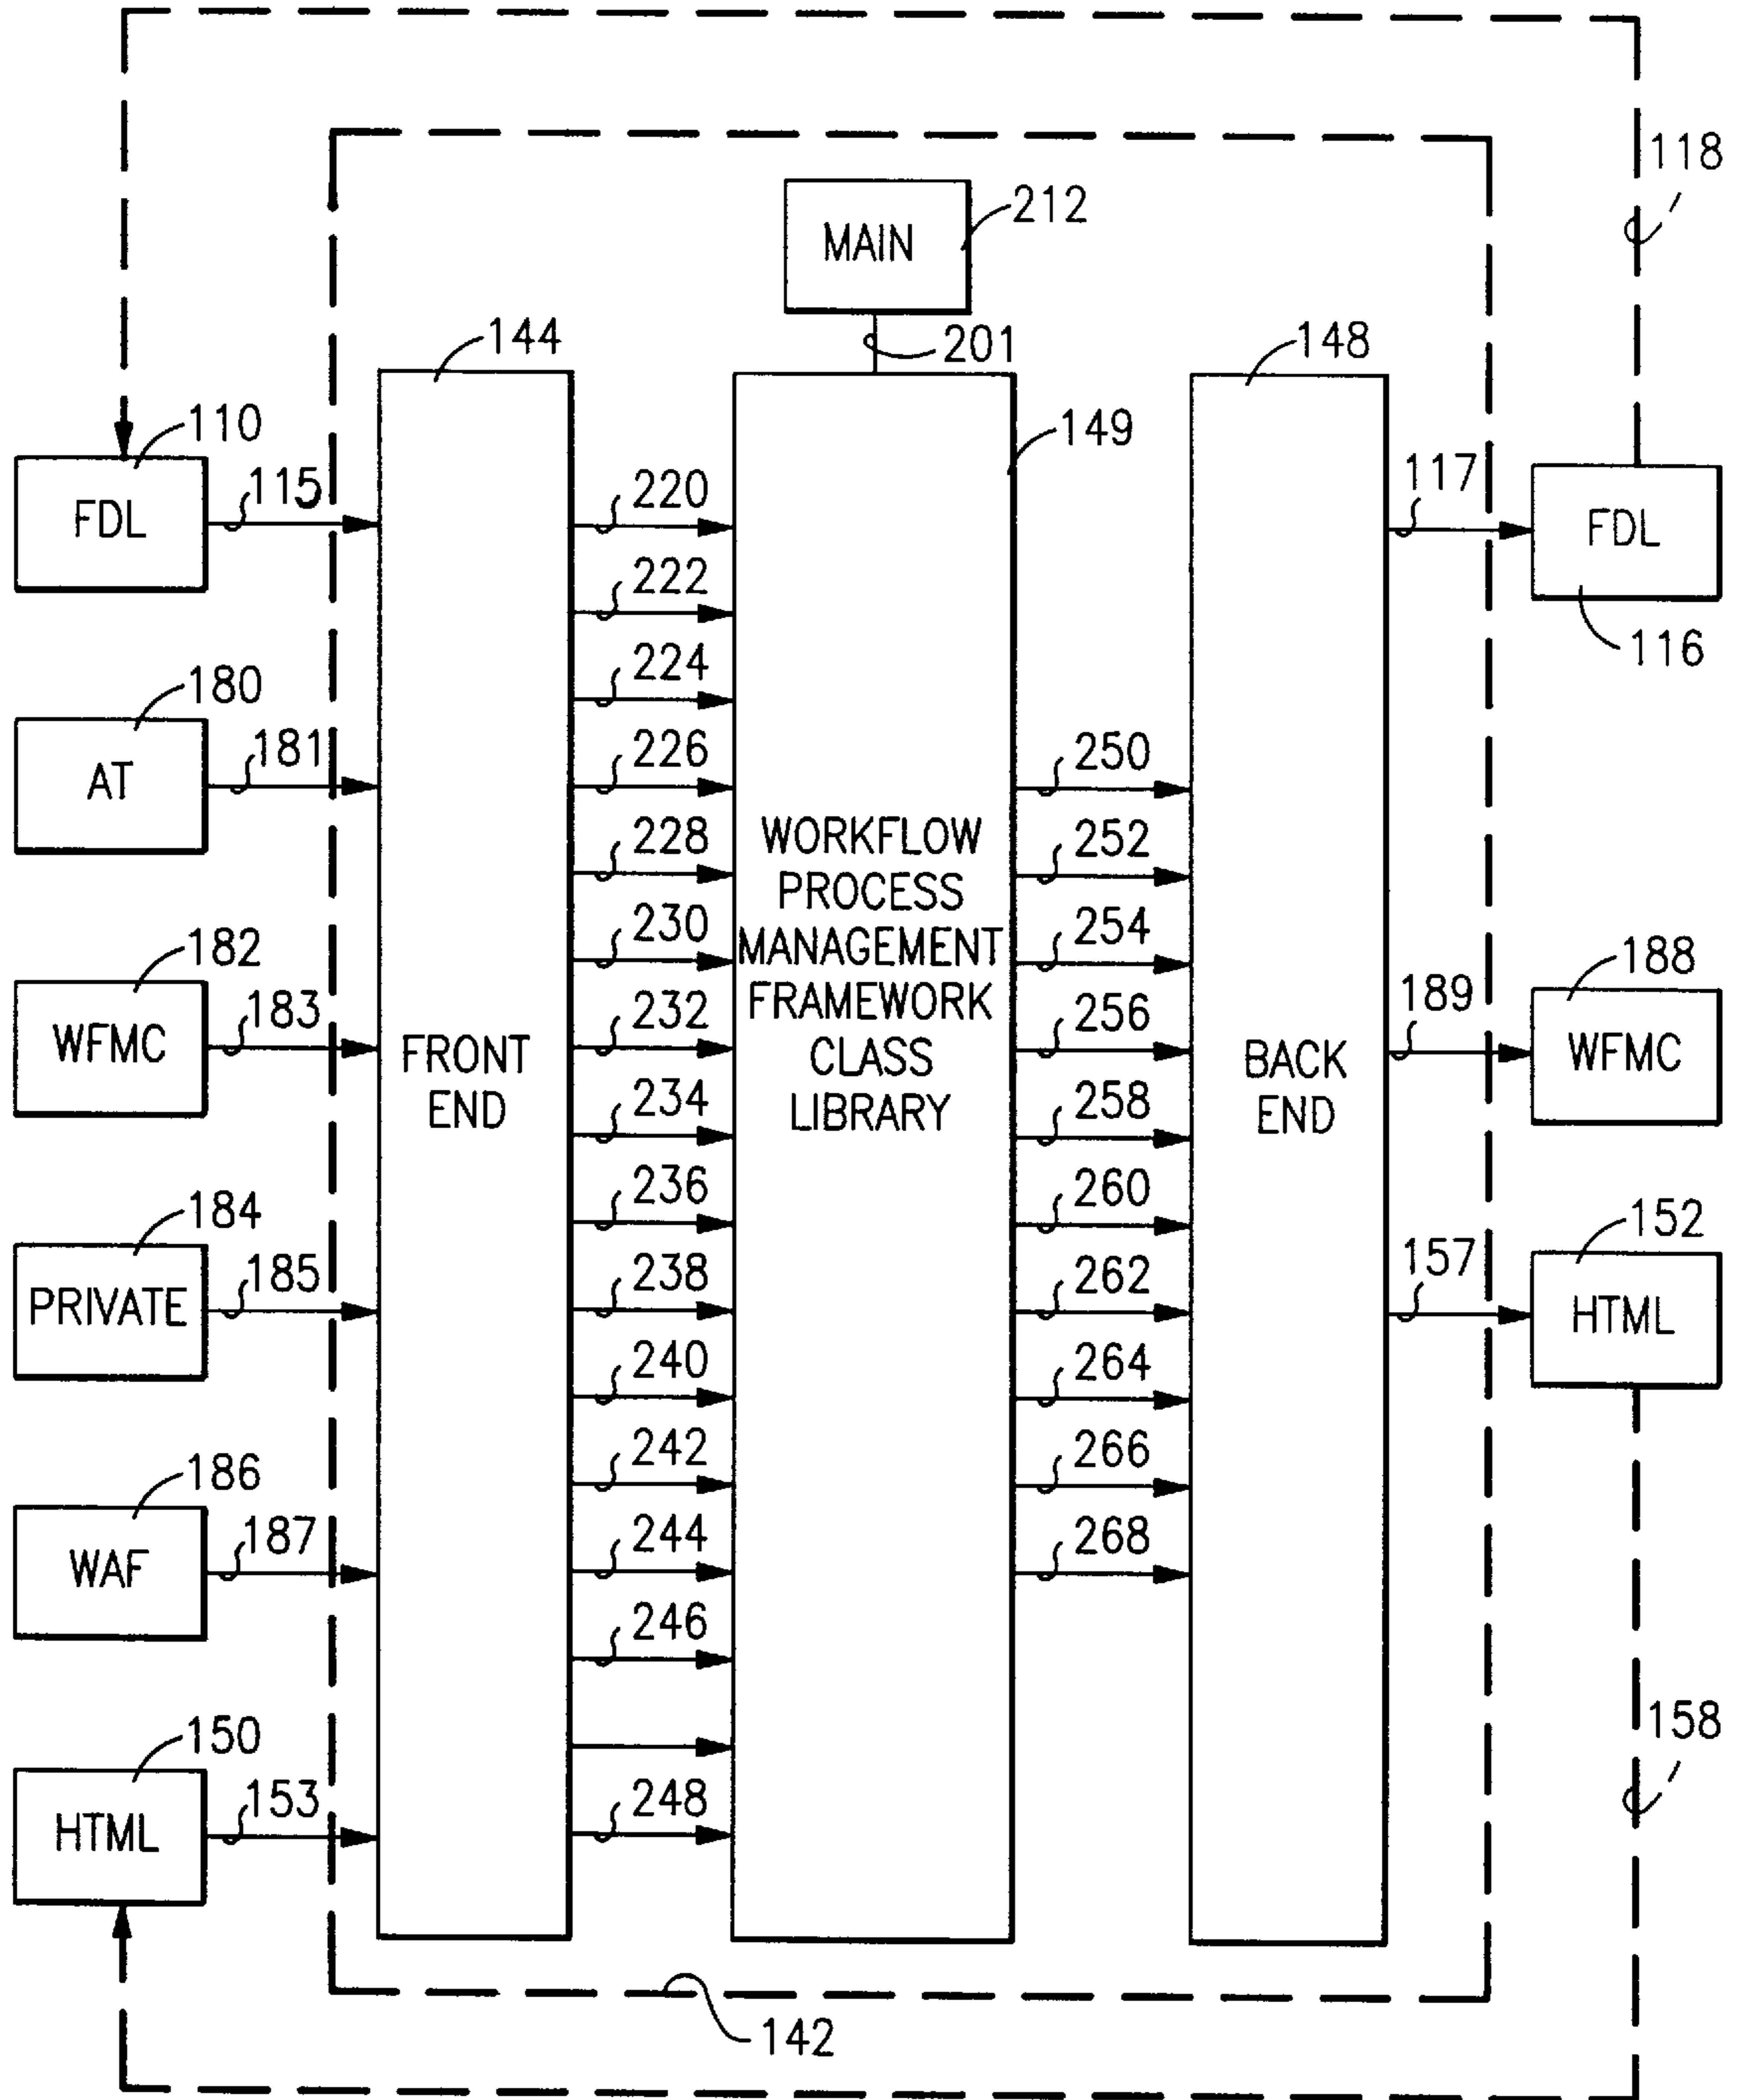 118
MAIN
212
201
144
148
149
110
FDL
115
220
222
224
226
228
230
232
234
236
238
240
242
244
246
248
117
FDL
116
180
AT
181
182
WFMC
183
184
PRIVATE
185
186
WAF
187
150
HTML
153
FRONT
END
WORKFLOW
PROCESS
MANAGEMENT
FRAMEWORK
CLASS
LIBRARY
250
252
254
256
258
260
262
264
266
268
BACK
END
189
188
WFMC
157
152
HTML
158
142